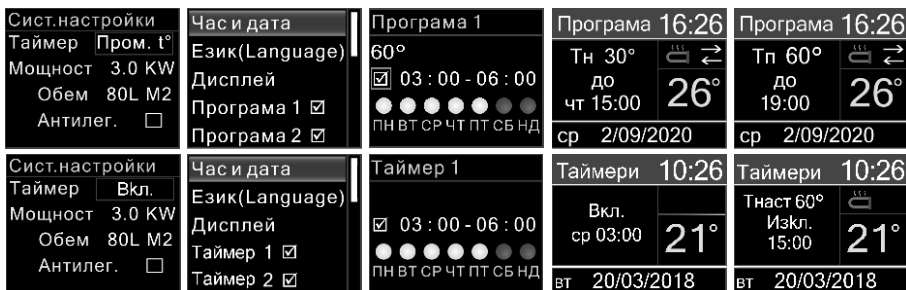 Сист.настройки
Таймер Пром. t°
Мощност 3.0 KW
Обем 80L M2
Антилег.
Час и дата
Език(Language)
Дисплей
Програма 1
Програма 2
Програма 1
60°
03:00-06:00
ПН ВТ СР ЧТ ПТ СБ НД
Програма 16:26
Тн 30°
до
чт 15:00
26°
ср 2/09/2020
Програма 16:26
Тп 60°
до
19:00
26°
ср 2/09/2020
Сист.настройки
Таймер Вкл.
Мощност 3.0 KW
Обем 80L M2
Антилег.
Час и дата
Език(Language)
Дисплей
Таймер 1
Таймер 2
Таймер 1
03:00-06:00
ПН ВТ СР ЧТ ПТ СБ НД
Таймери 10:26
Вкл.
ср 03:00
21°
вт 20/03/2018
Таймери 10:26
Тнаст 60°
Изкл.
15:00
21°
вт 20/03/2018